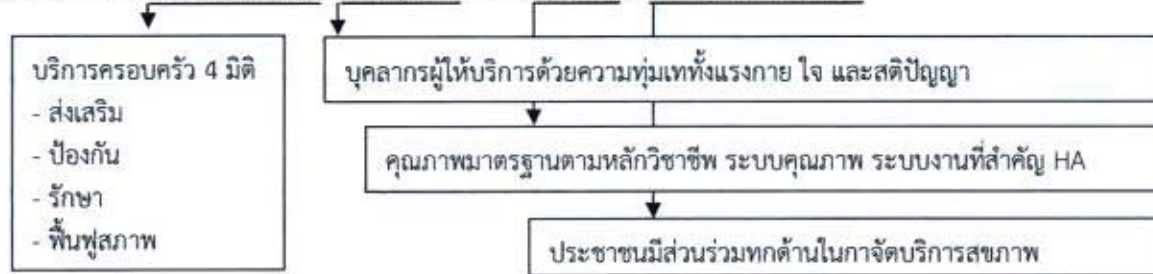 บริการครอบครัว 4 มิติ
- ส่งเสริม
- ป้องกัน
- รักษา
- ฟื้นฟูสภาพ
บุคลากรผู้ให้บริการด้วยความทุ่มเททั้งแรงกาย ใจ และสติปัญญา
คุณภาพมาตรฐานตามหลักวิชาชีพ ระบบคุณภาพ ระบบงานที่สำคัญ HA
ประชาชนมีส่วนร่วมทกด้านในกาจัดบริการสขภาพ